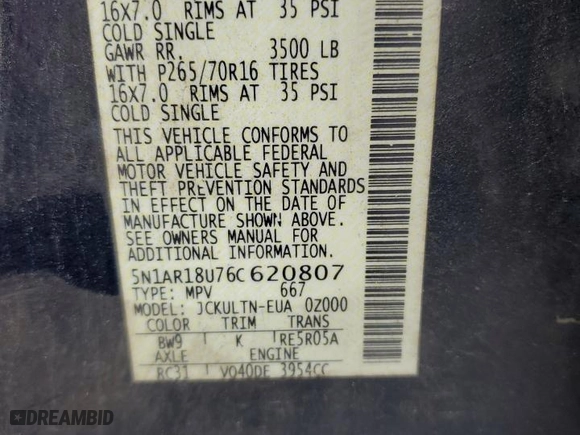 16X7.0 RIMS AT 35 PSI
COLD SINGLE
GAWR RR. 3500 LB
WITH P265/70R16 TIRES
16X7.0 RIMS AT 35 PSI
COLD SINGLE
THIS VEHICLE CONFORMS TO
ALL APPLICABLE FEDERAL
MOTOR VEHICLE SAFETY AND
THEFT PREVENTION STANDARDS
IN EFFECT ON THE DATE OF
MANUFACTURE SHOWN ABOVE.
SEE OWNERS MANUAL FOR
ADDITIONAL INFORMATION.
5N1AR18U76C620807
TYPE: MPV 667
MODEL: JCKULTN-EUA 0Z000
COLOR TRIM TRANS
BW9 K RE5R05A
AXLE ENGINE
RC31 VQ40DE 3954CC
DREAMBID